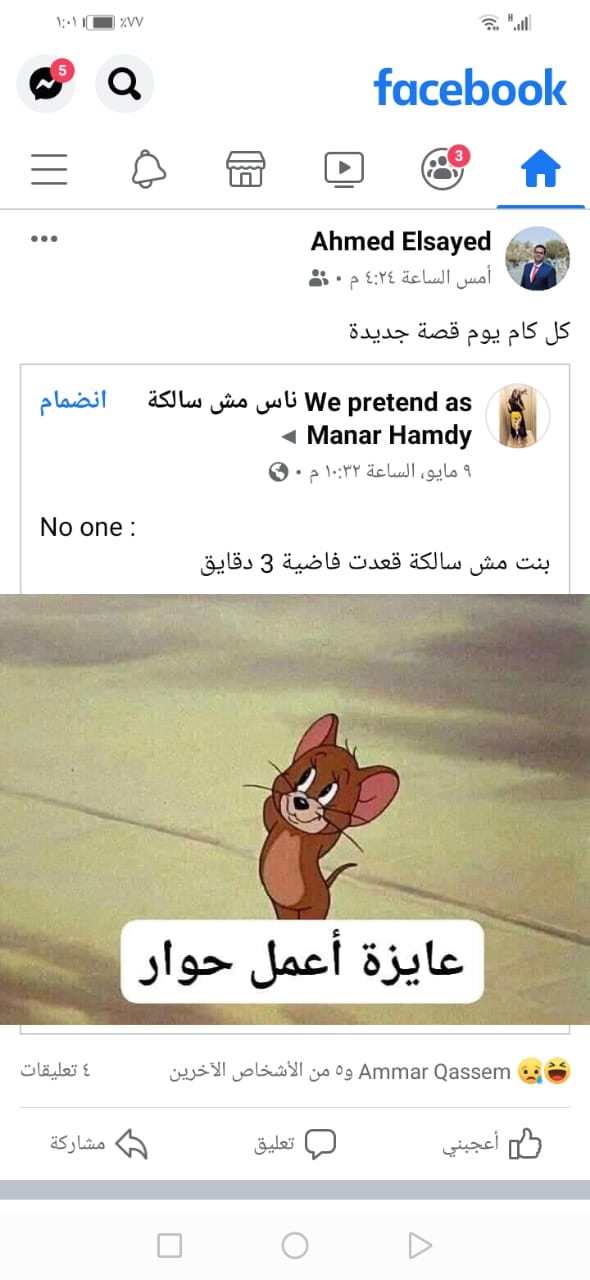 ١:٠١
٪٧٧
H
5
facebook
3
Ahmed Elsayed
أمس الساعة ٤:٢٤ م
كل كام يوم قصة جديدة
We pretend as ناس مش سالكة
انضمام
Manar Hamdy ◄
٩ مايو، الساعة ١٠:٣٢ م
No one :
بنت مش سالكة قعدت فاضية 3 دقايق
عايزة أعمل حوار
Ammar Qassem و٥ من الأشخاص الآخرين
٤ تعليقات
أعجبني
تعليق
مشاركة